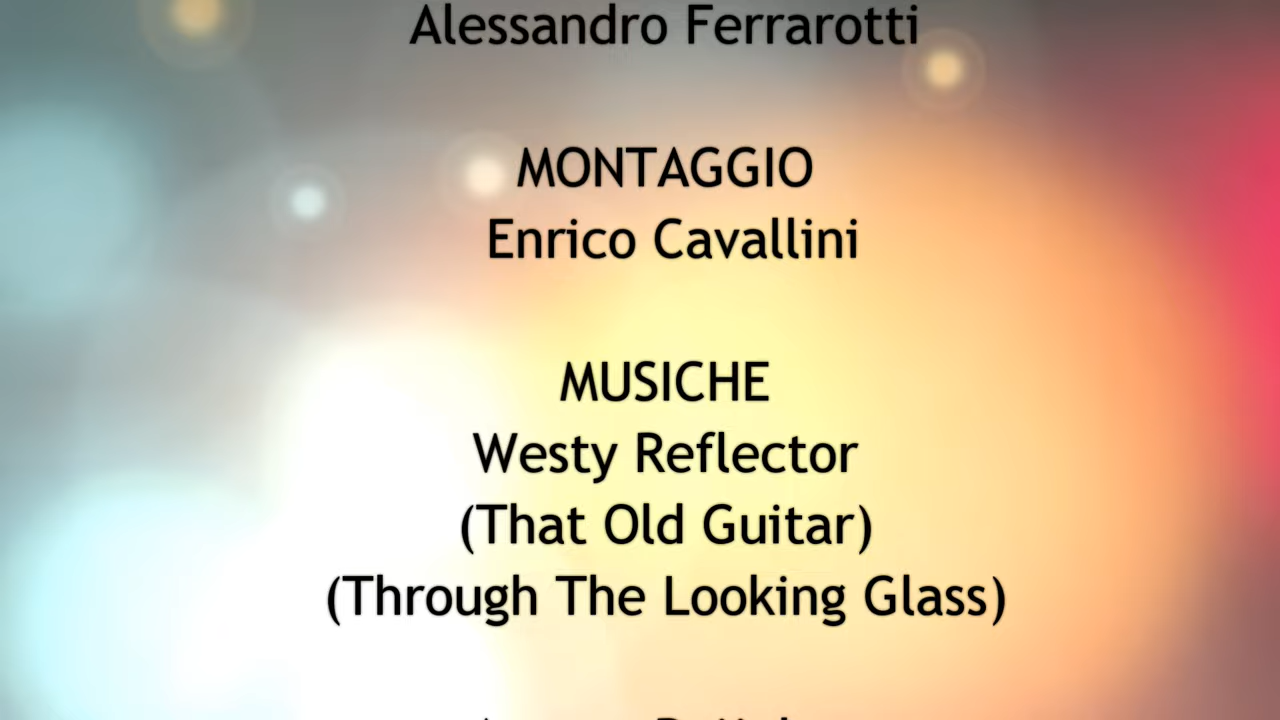 Alessandro Ferrarotti
MONTAGGIO
Enrico Cavallini
MUSICHE
Westy Reflector
(That Old Guitar)
(Through The Looking Glass)